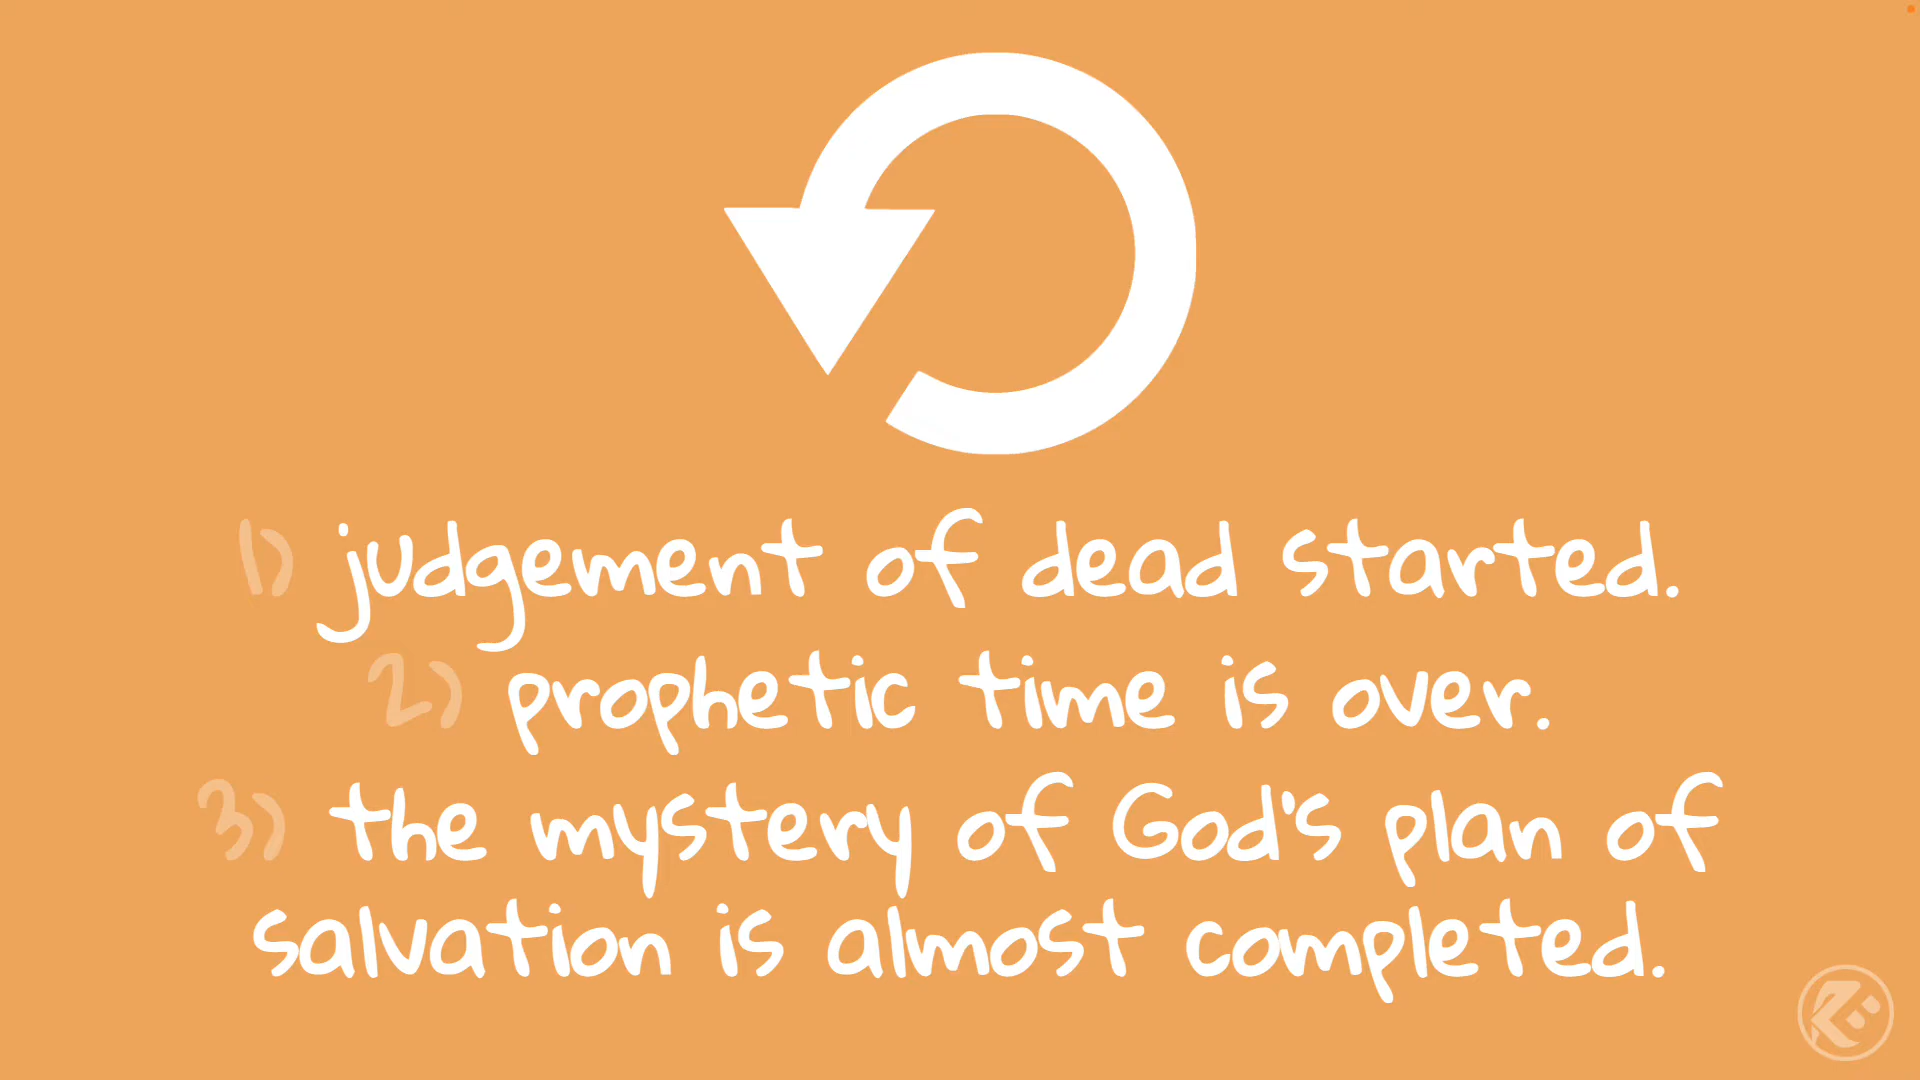 1) judgement of dead started.
2) prophetic time is over.
3) the mystery of God's plan of
salvation is almost completed.